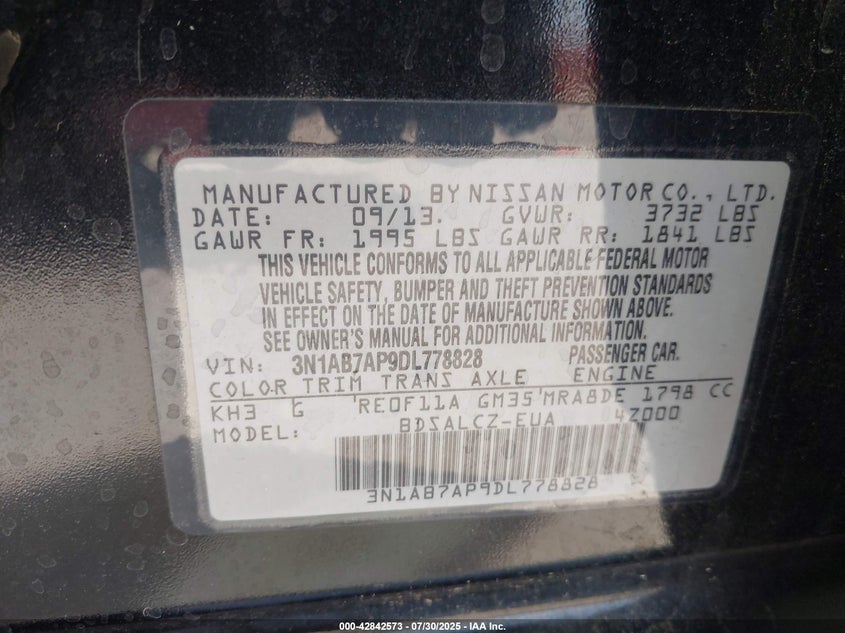 MANUFACTURED BY NISSAN MOTOR CO., LTD.
DATE: 09/13. GVWR: 3732 LBS
GAWR FR: 1995 LBS GAWR RR: 1841 LBS
THIS VEHICLE CONFORMS TO ALL APPLICABLE FEDERAL MOTOR
VEHICLE SAFETY, BUMPER AND THEFT PREVENTION STANDARDS
IN EFFECT ON THE DATE OF MANUFACTURE SHOWN ABOVE.
SEE OWNER'S MANUAL FOR ADDITIONAL INFORMATION.
VIN: 3N1AB7AP9DL778828 PASSENGER CAR.
COLOR TRIM TRANS AXLE ENGINE
KH3 G RE0F11A GM35 MRA8DE 1798 CC
MODEL: BDSALCZ-EUA 4Z000
3N1AB7AP9DL778828
000-42842573 - 07/30/2025 - IAA Inc.